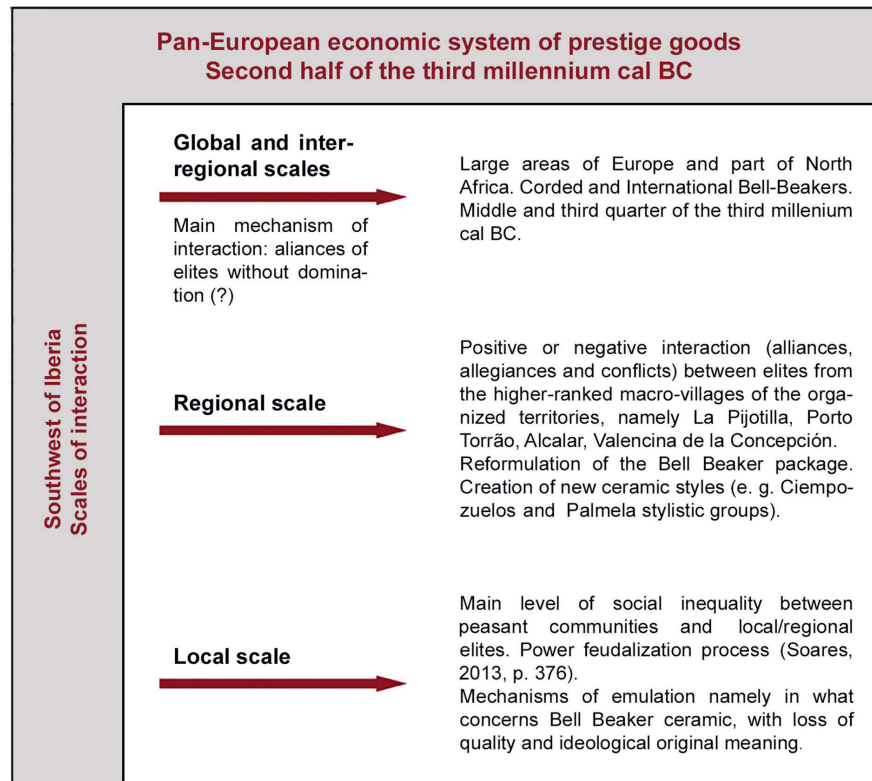 Pan-European economic system of prestige goods
Second half of the third millennium cal BC
Southwest of Iberia
Scales of interaction
Global and inter-
regional scales
Main mechanism of
interaction: aliances of
elites without domina-
tion (?)
Large areas of Europe and part of North
Africa. Corded and International Bell-Beakers.
Middle and third quarter of the third millenium
cal BC.
Regional scale
Positive or negative interaction (alliances,
allegiances and conflicts) between elites from
the higher-ranked macro-villages of the orga-
nized territories, namely La Pijotilla, Porto
Torrão, Alcalar, Valencina de la Concepción.
Reformulation of the Bell Beaker package.
Creation of new ceramic styles (e. g. Ciempo-
zuelos and Palmela stylistic groups).
Local scale
Main level of social inequality between
peasant communities and local/regional
elites. Power feudalization process (Soares,
2013, p. 376).
Mechanisms of emulation namely in what
concerns Bell Beaker ceramic, with loss of
quality and ideological original meaning.